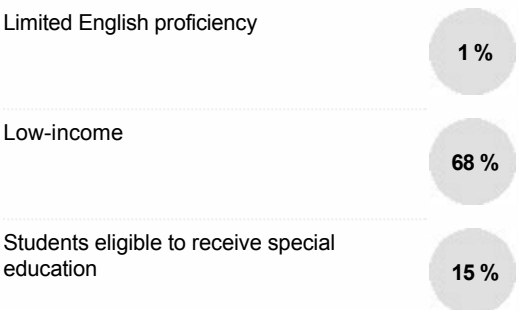 Limited English proficiency
1 %
Low-income
68 %
Students eligible to receive special
education
15 %